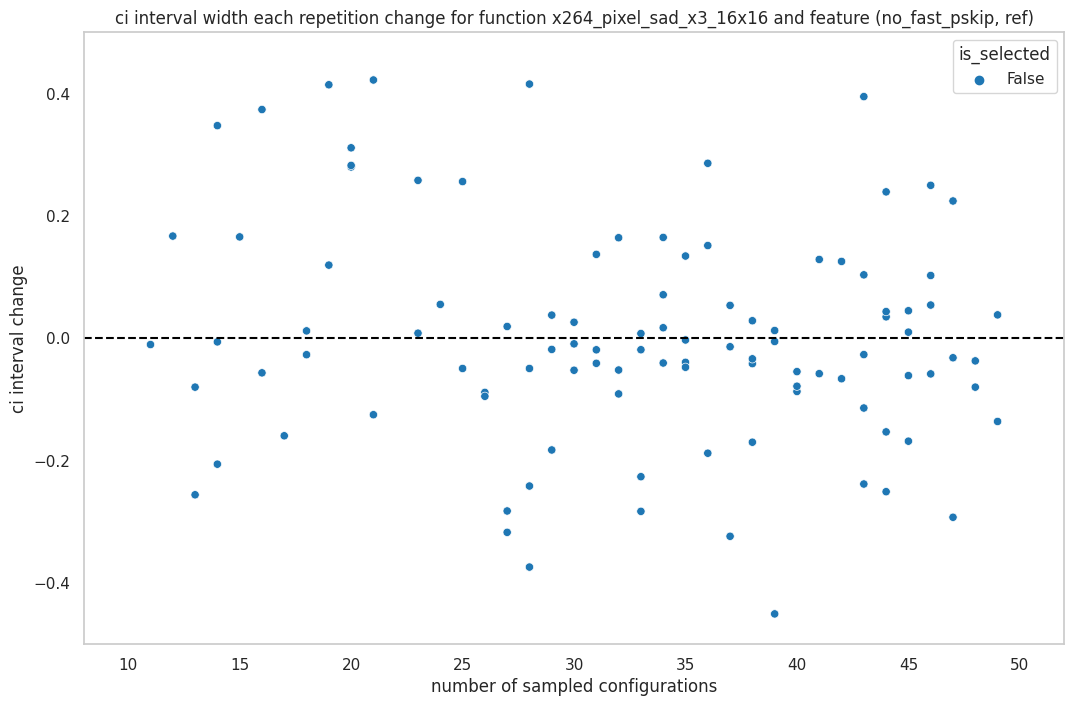 ci interval width each repetition change for function x264_pixel_sad_x3_16x16 and feature (no_fast_pskip, ref)
is_selected
False
ci interval change
0.4
0.2
0.0
−0.2
−0.4
10 15 20 25 30 35 40 45 50
number of sampled configurations